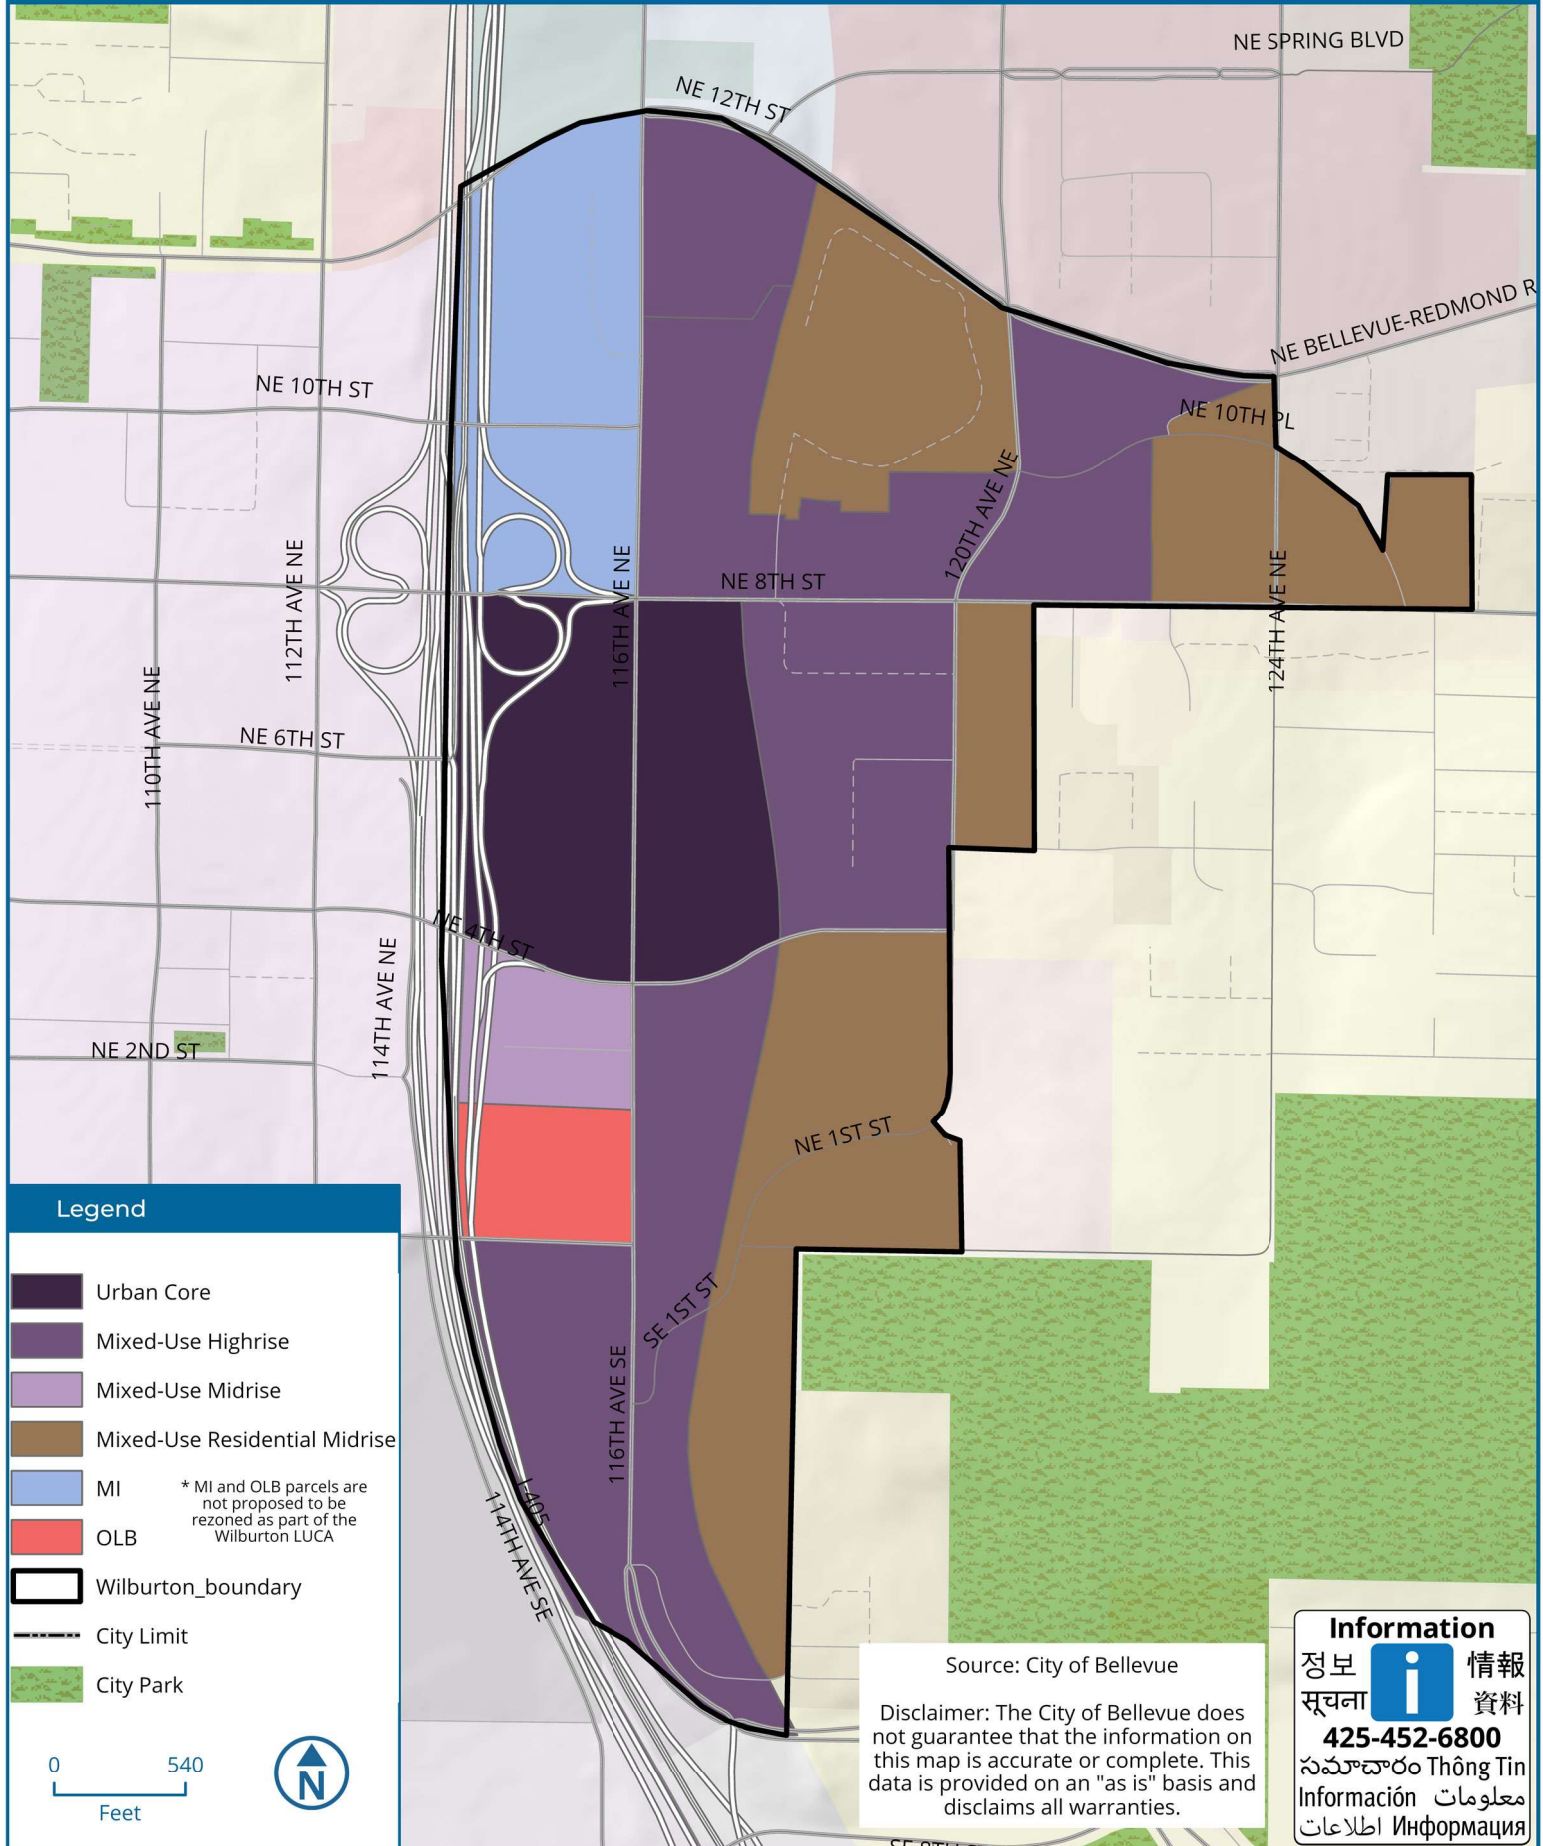 NE SPRING BLVD
NE 12TH ST
NE BELLEVUE-REDMOND R
NE 10TH ST
NE 10TH PL
120TH AVE NE
112TH AVE NE
116TH AVE NE
NE 8TH ST
124TH AVE NE
110TH AVE NE
NE 6TH ST
NE 4TH ST
114TH AVE NE
NE 2ND ST
NE 1ST ST
SE 1ST ST
116TH AVE SE
I-405
114TH AVE SE
Legend
Urban Core
Mixed-Use Highrise
Mixed-Use Midrise
Mixed-Use Residential Midrise
MI
* MI and OLB parcels are
not proposed to be
rezoned as part of the
Wilburton LUCA
OLB
Wilburton_boundary
City Limit
City Park
0 540
Feet
N
Source: City of Bellevue
Disclaimer: The City of Bellevue does
not guarantee that the information on
this map is accurate or complete. This
data is provided on an "as is" basis and
disclaims all warranties.
Information
정보 i 情報
सूचना 資料
425-452-6800
సమాచారం Thông Tin
Información معلومات
اطلاعات Информация